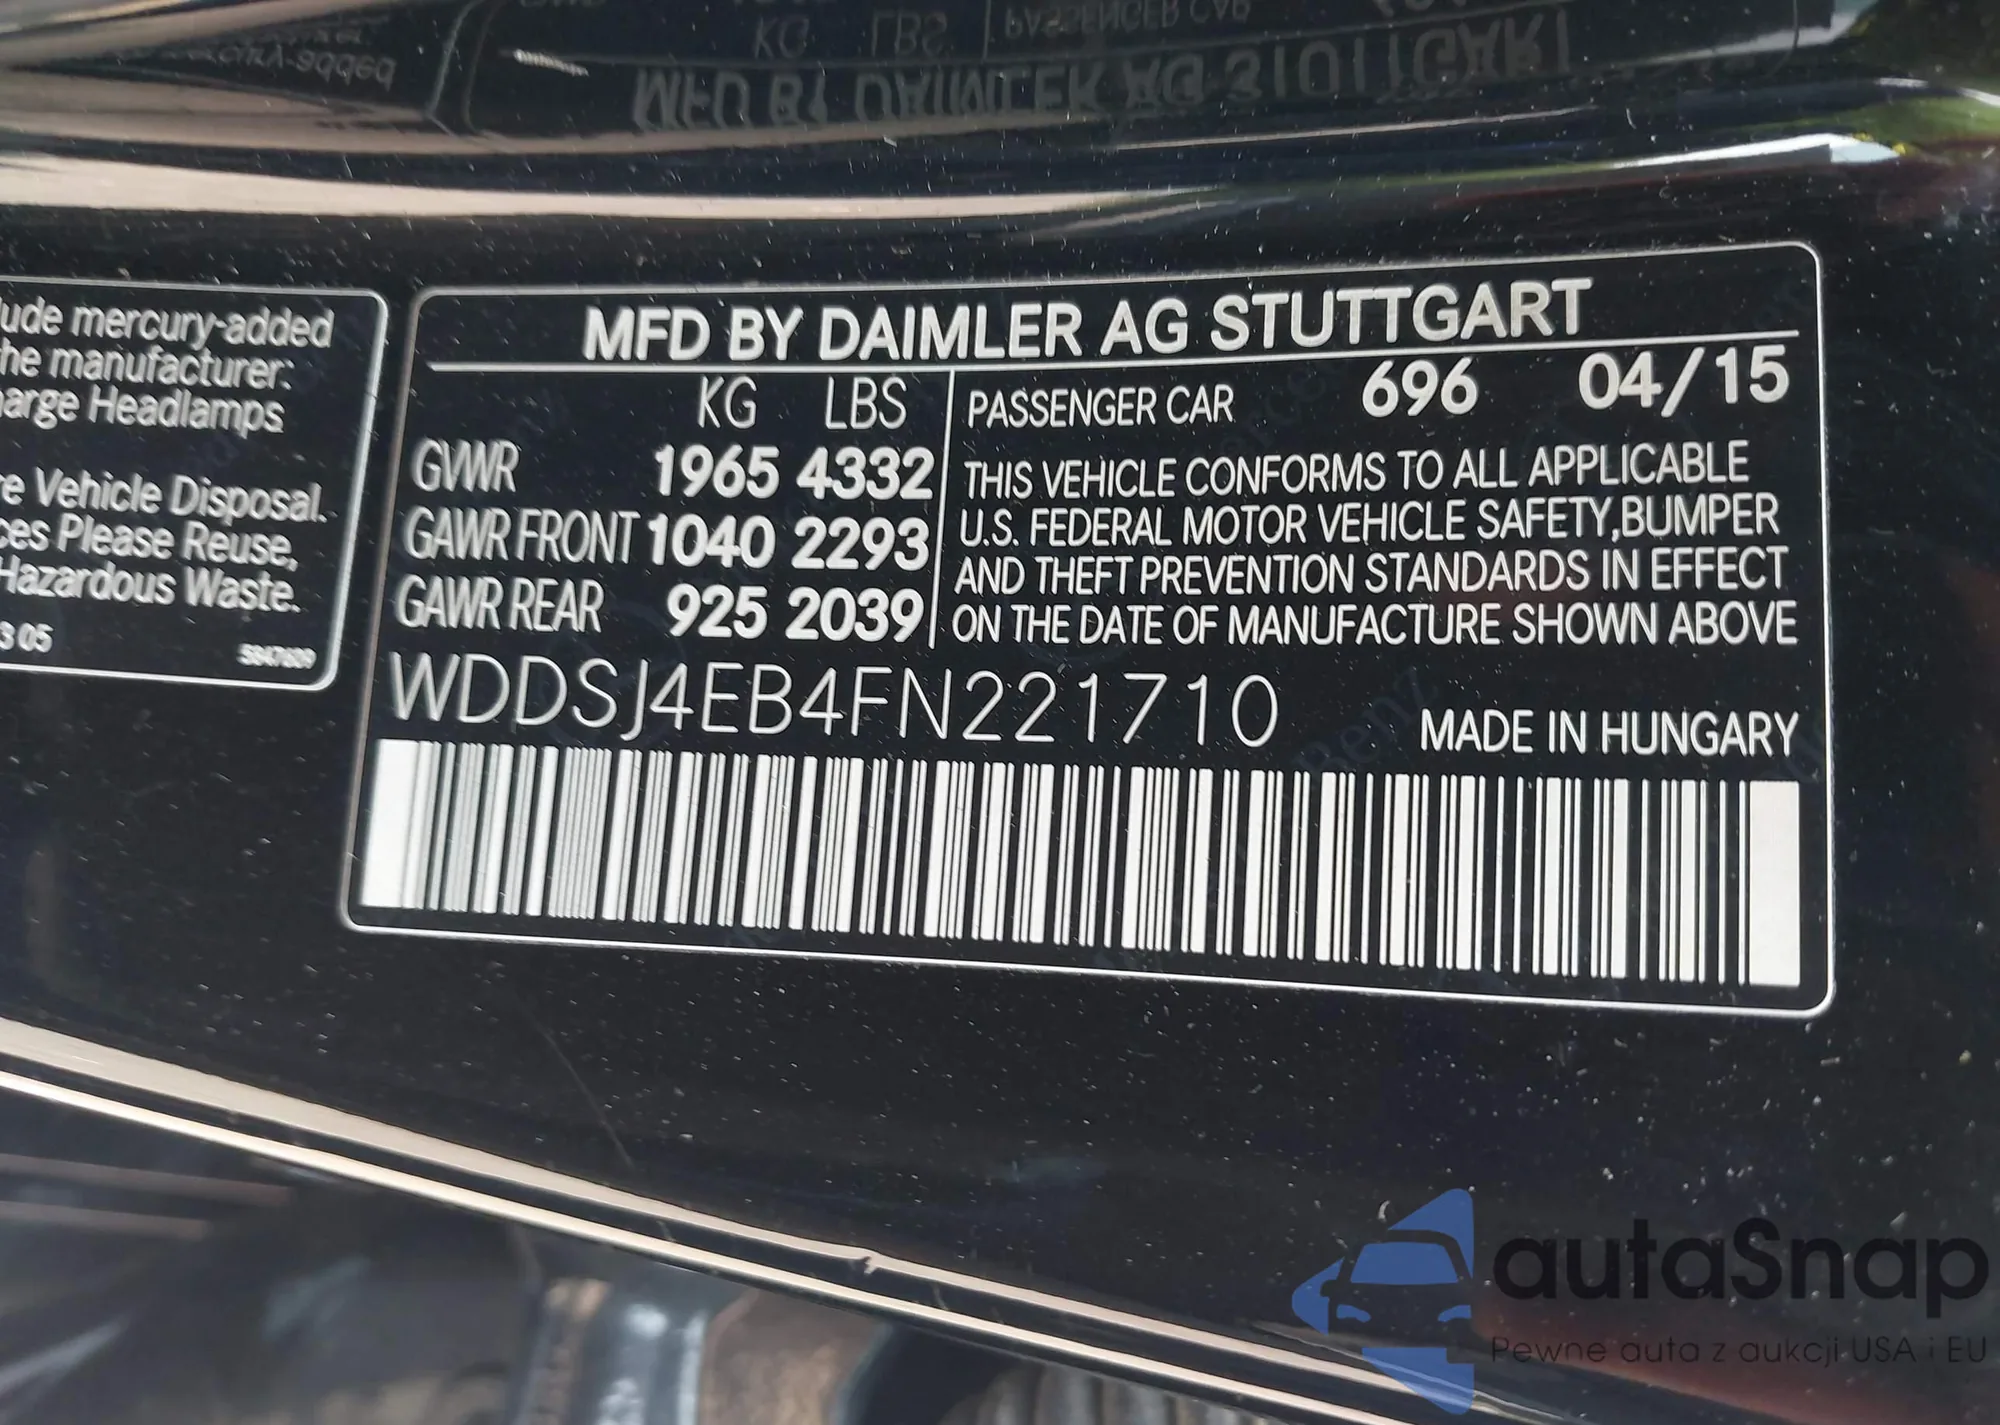 lude mercury-added
he manufacturer:
arge Headlamps
re Vehicle Disposal.
ces Please Reuse,
Hazardous Waste.
3 05
MFD BY DAIMLER AG STUTTGART
KG LBS
GVWR 1965 4332
GAWR FRONT 1040 2293
GAWR REAR 925 2039
PASSENGER CAR 696 04/15
THIS VEHICLE CONFORMS TO ALL APPLICABLE
U.S. FEDERAL MOTOR VEHICLE SAFETY,BUMPER
AND THEFT PREVENTION STANDARDS IN EFFECT
ON THE DATE OF MANUFACTURE SHOWN ABOVE
WDDSJ4EB4FN221710
MADE IN HUNGARY
autaSnap
Pewne auta z aukcji USA i EU